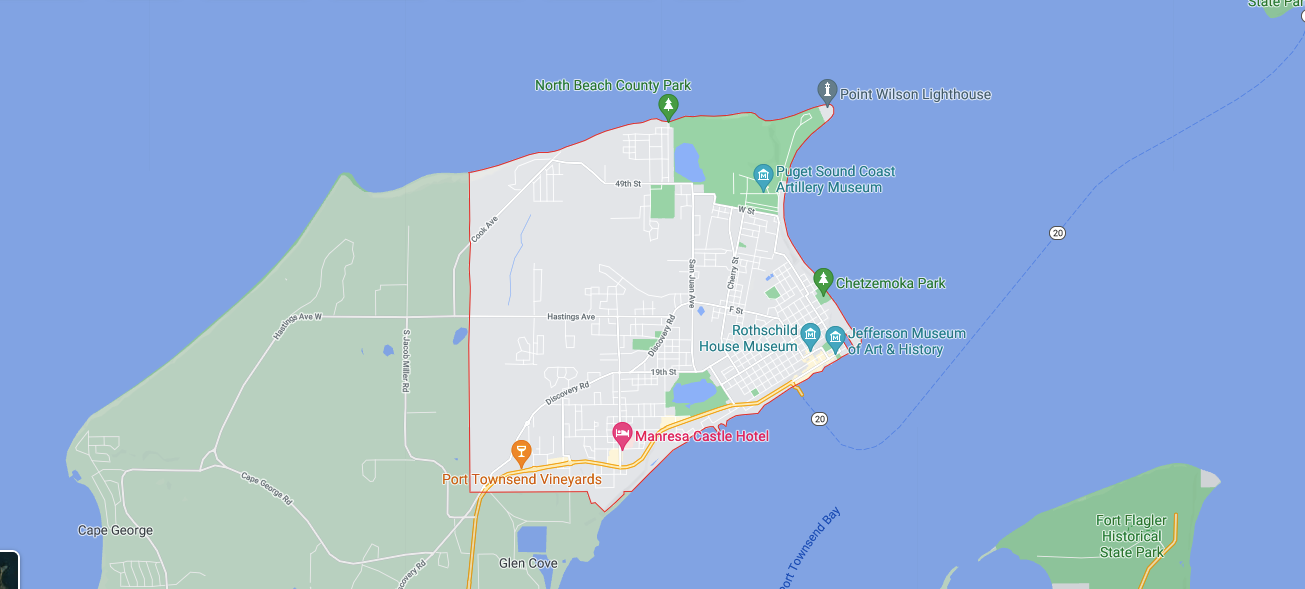 State Par
North Beach County Park
Point Wilson Lighthouse
Puget Sound Coast
Artillery Museum
49th St
W St
Cook Ave
20
San Juan Ave
Cherry St
Chetzemoka Park
F St
Hastings Ave W
Hastings Ave
Discovery Rd
Rothschild
House Museum
Jefferson Museum
of Art & History
S Jacob Miller Rd
19th St
Discovery Rd
20
Manresa Castle Hotel
Port Townsend Vineyards
Cape George Rd
Cape George
Glen Cove
covery Rd
ort Townsend Bay
Fort Flagler
Historical
State Park